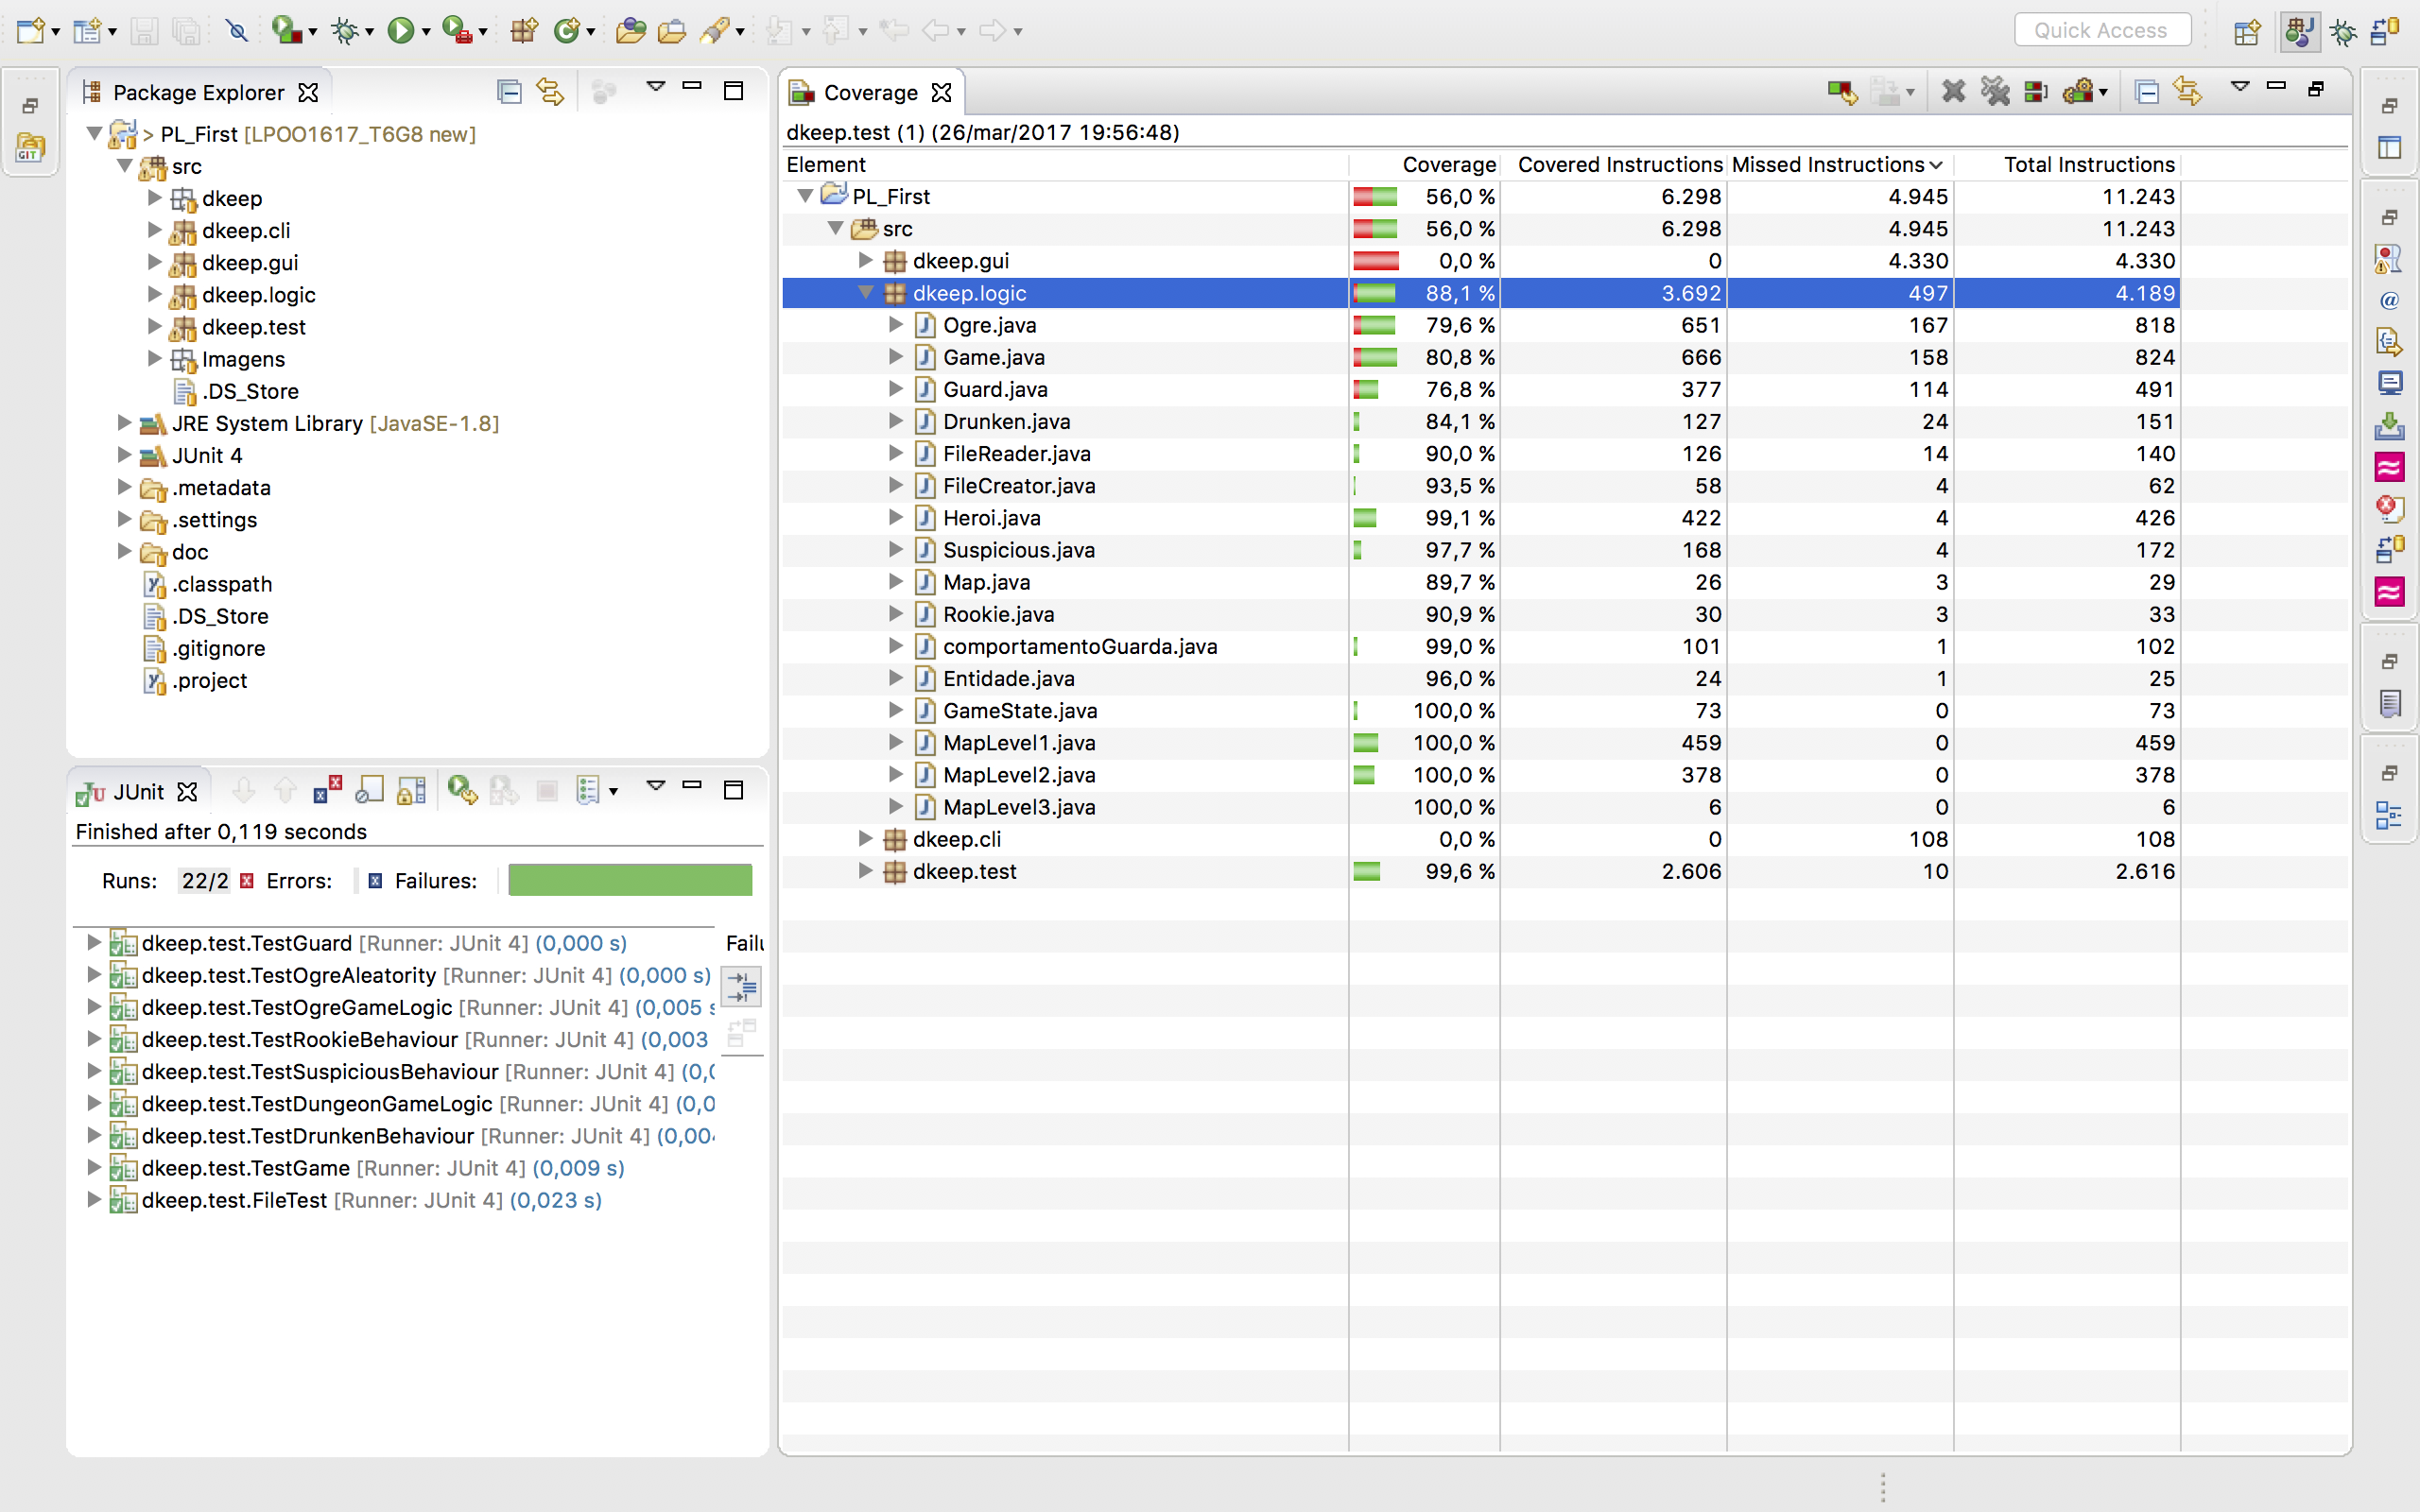 Quick Access
Package Explorer
> PL_First [LPOO1617_T6G8 new]
src
dkeep
dkeep.cli
dkeep.gui
dkeep.logic
dkeep.test
Imagens
.DS_Store
JRE System Library [JavaSE-1.8]
JUnit 4
.metadata
.settings
doc
.classpath
.DS_Store
.gitignore
.project
GIT
JUnit
Finished after 0,119 seconds
Runs: 22/2 Errors: Failures:
dkeep.test.TestGuard [Runner: JUnit 4] (0,000 s)
dkeep.test.TestOgreAleatority [Runner: JUnit 4] (0,000 s)
dkeep.test.TestOgreGameLogic [Runner: JUnit 4] (0,005 s
dkeep.test.TestRookieBehaviour [Runner: JUnit 4] (0,003
dkeep.test.TestSuspiciousBehaviour [Runner: JUnit 4] (0,0
dkeep.test.TestDungeonGameLogic [Runner: JUnit 4] (0,0
dkeep.test.TestDrunkenBehaviour [Runner: JUnit 4] (0,004
dkeep.test.TestGame [Runner: JUnit 4] (0,009 s)
dkeep.test.FileTest [Runner: JUnit 4] (0,023 s)
Coverage
dkeep.test (1) (26/mar/2017 19:56:48)
Element Coverage Covered Instructions Missed Instructions Total Instructions
PL_First 56,0 % 6.298 4.945 11.243
src 56,0 % 6.298 4.945 11.243
dkeep.gui 0,0 % 0 4.330 4.330
dkeep.logic 88,1 % 3.692 497 4.189
Ogre.java 79,6 % 651 167 818
Game.java 80,8 % 666 158 824
Guard.java 76,8 % 377 114 491
Drunken.java 84,1 % 127 24 151
FileReader.java 90,0 % 126 14 140
FileCreator.java 93,5 % 58 4 62
Heroi.java 99,1 % 422 4 426
Suspicious.java 97,7 % 168 4 172
Map.java 89,7 % 26 3 29
Rookie.java 90,9 % 30 3 33
comportamentoGuarda.java 99,0 % 101 1 102
Entidade.java 96,0 % 24 1 25
GameState.java 100,0 % 73 0 73
MapLevel1.java 100,0 % 459 0 459
MapLevel2.java 100,0 % 378 0 378
MapLevel3.java 100,0 % 6 0 6
dkeep.cli 0,0 % 0 108 108
dkeep.test 99,6 % 2.606 10 2.616